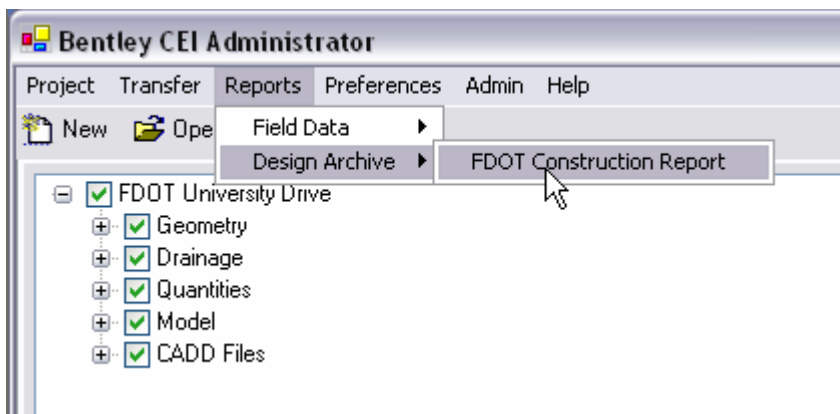 Bentley CEI Administrator
Project Transfer Reports Preferences Admin Help
New Ope Field Data
Design Archive FDOT Construction Report
FDOT University Drive
Geometry
Drainage
Quantities
Model
CADD Files